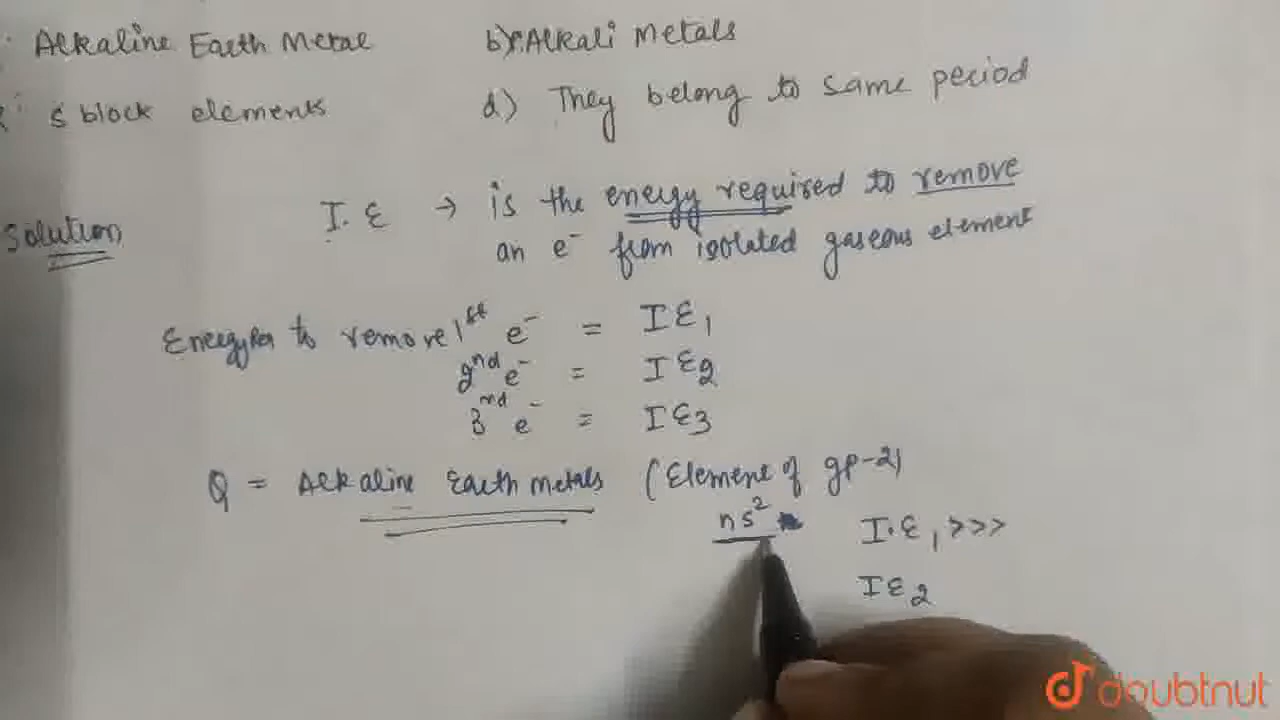 Alkaline Earth Metal b) Alkali Metals
s block elements d) They belong to same period
Solution I.E → is the energy required to remove
an e⁻ from isolated gaseous element
to remove 1st e⁻ = IE₁
2nd e⁻ = IE2
3nd e⁻ = IE3
Q = Alkaline Earth metals (Element of gp-2)
ns² I.E₁ >>>
IE2
doubtnut